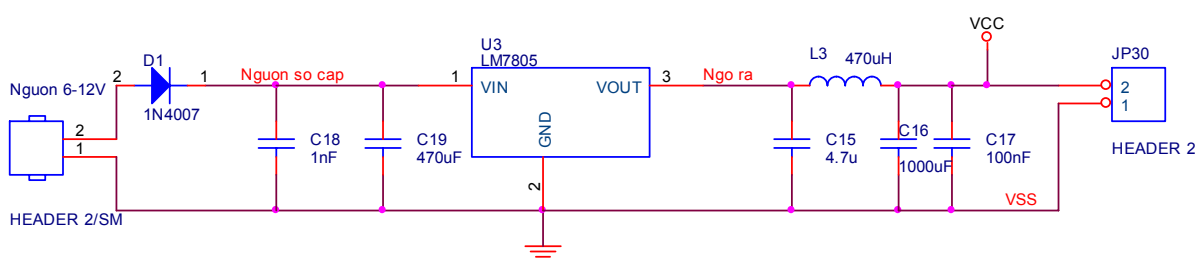 Nguon 6-12V
2
1
HEADER 2/SM
D1
2
1
1N4007
Nguon so cap
C18
1nF
C19
470uF
U3
LM7805
1
VIN
VOUT
3
GND
2
Ngo ra
L3
470uH
C15
4.7u
C16
1000uF
C17
100nF
VCC
VSS
JP30
2
1
HEADER 2